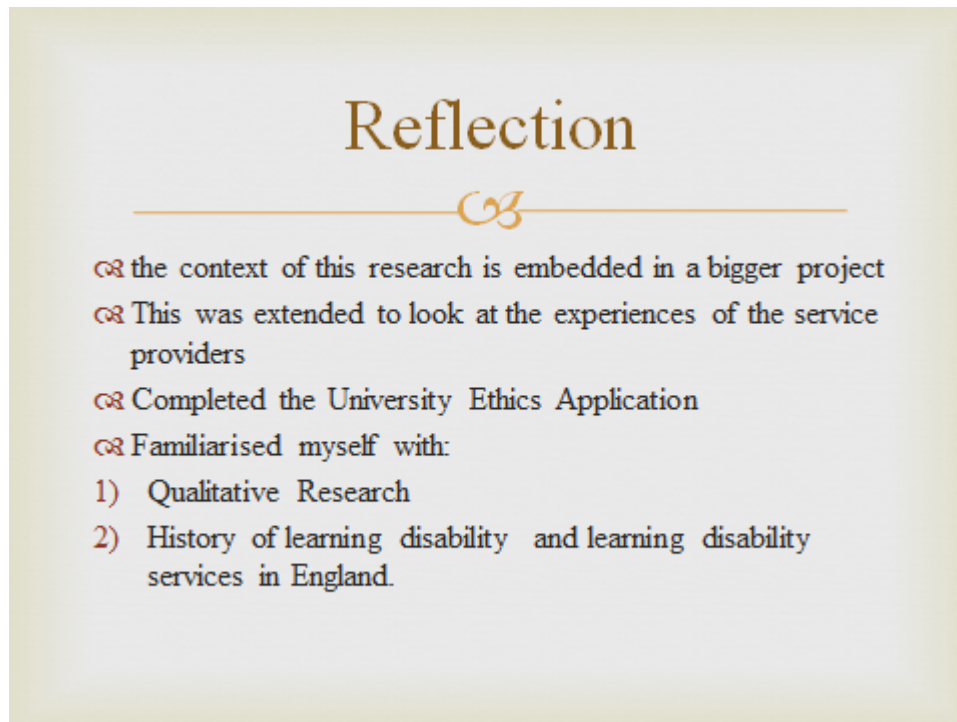 Reflection
the context of this research is embedded in a bigger project
This was extended to look at the experiences of the service
providers
Completed the University Ethics Application
Familiarised myself with:
1) Qualitative Research
2) History of learning disability and learning disability
services in England.